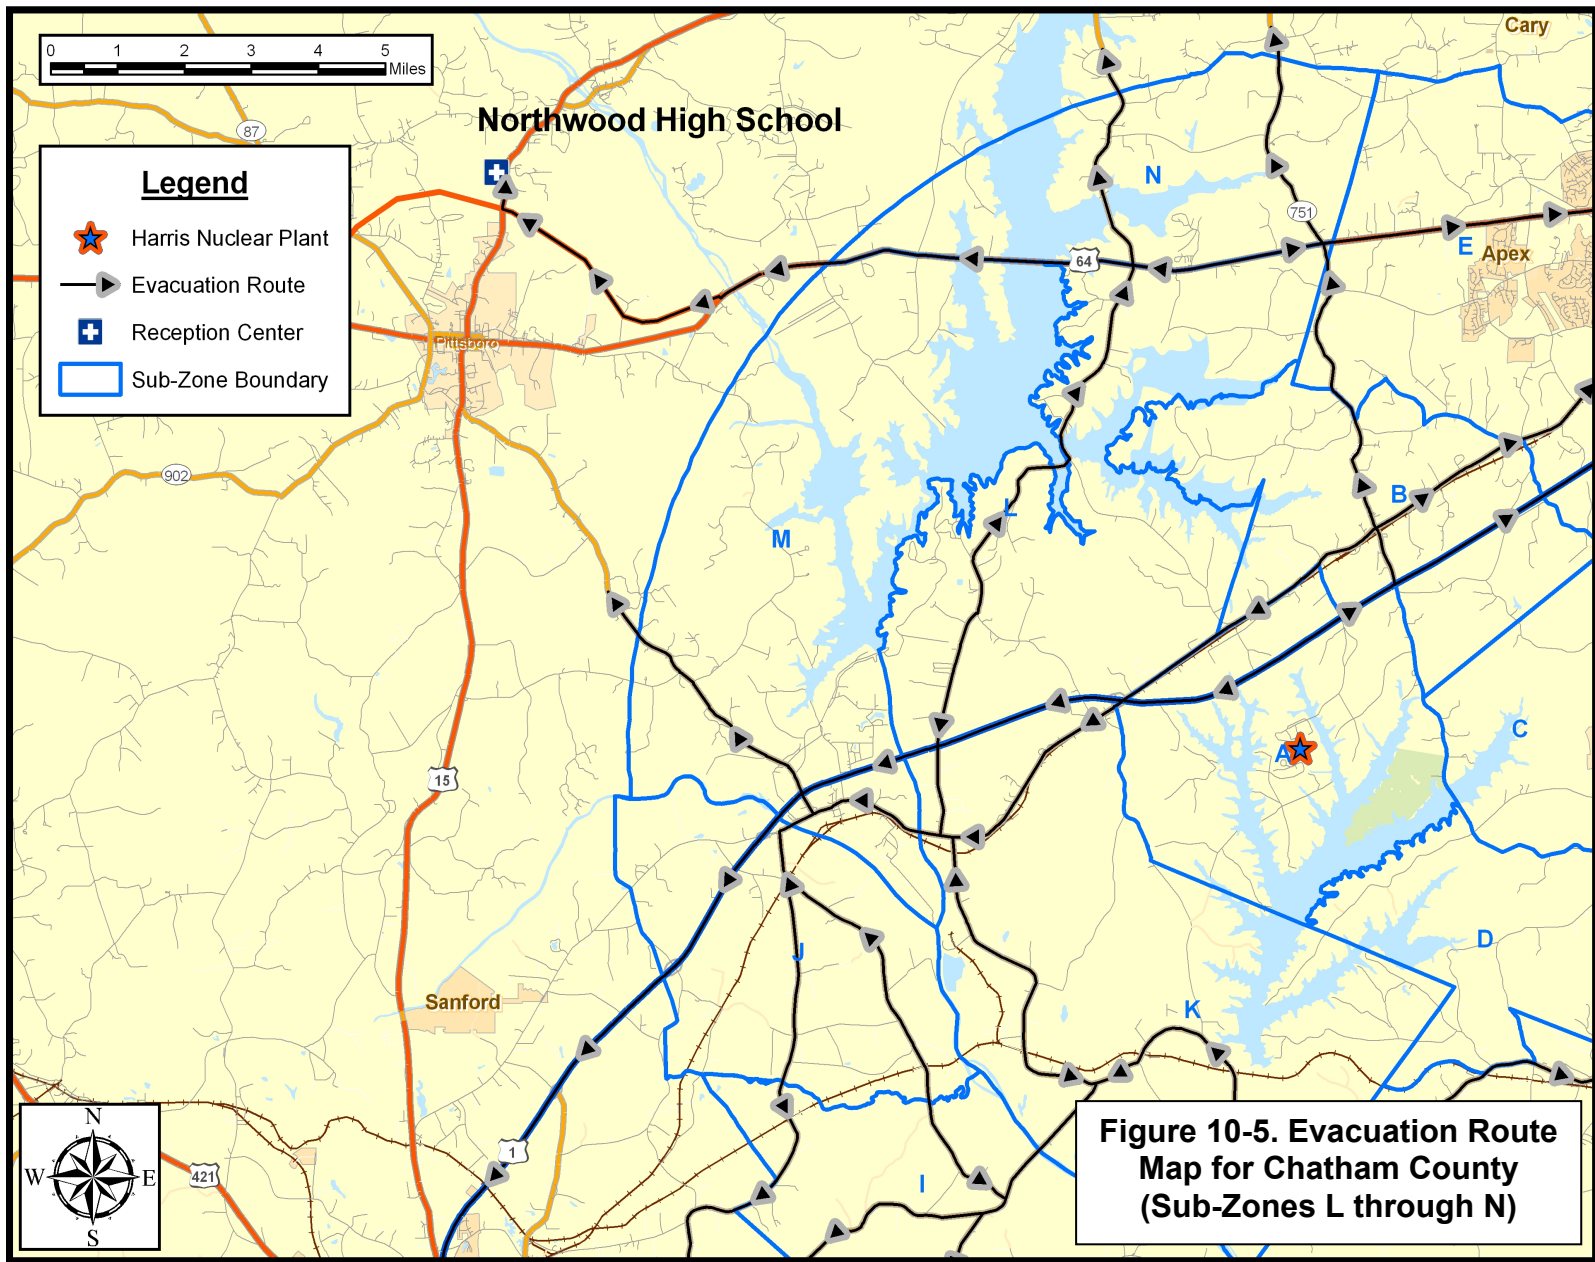 Cary
0 1 2 3 4 5
Miles
Northwood High School
87
Legend
Harris Nuclear Plant
Evacuation Route
Reception Center
Sub-Zone Boundary
N
751
E
Apex
64
Pittsboro
902
B
L
M
15
A
C
D
J
Sanford
K
1
I
421
N
W E
S
Figure 10-5. Evacuation Route
Map for Chatham County
(Sub-Zones L through N)